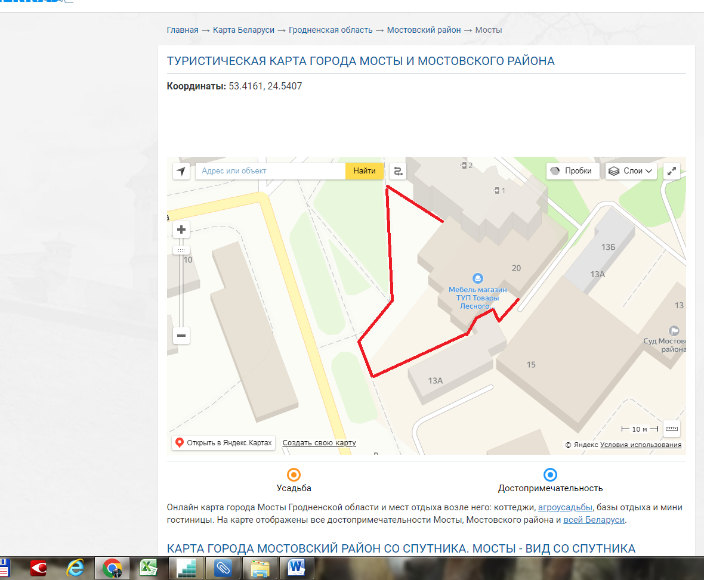 Главная → Карта Беларуси → Гродненская область → Мостовский район → Мосты
ТУРИСТИЧЕСКАЯ КАРТА ГОРОДА МОСТЫ И МОСТОВСКОГО РАЙОНА
Координаты: 53.4161, 24.5407
Адрес или объект
Найти
Пробки
Слои
2
1
10
20
13Б
13А
Мебель магазин
ТУП Товары
Лесного
13
Суд Мостов
района
15
13А
10 м
Открыть в Яндекс Картах
Создать свою карту
© Яндекс Условия использования
Усадьба
Достопримечательность
Онлайн карта города Мосты Гродненской области и мест отдыха возле него: коттеджи, агроусадьбы, базы отдыха и мини
гостиницы. На карте отображены все достопримечательности Мосты, Мостовского района и всей Беларуси.
КАРТА ГОРОДА МОСТОВСКИЙ РАЙОН СО СПУТНИКА. МОСТЫ - ВИД СО СПУТНИКА